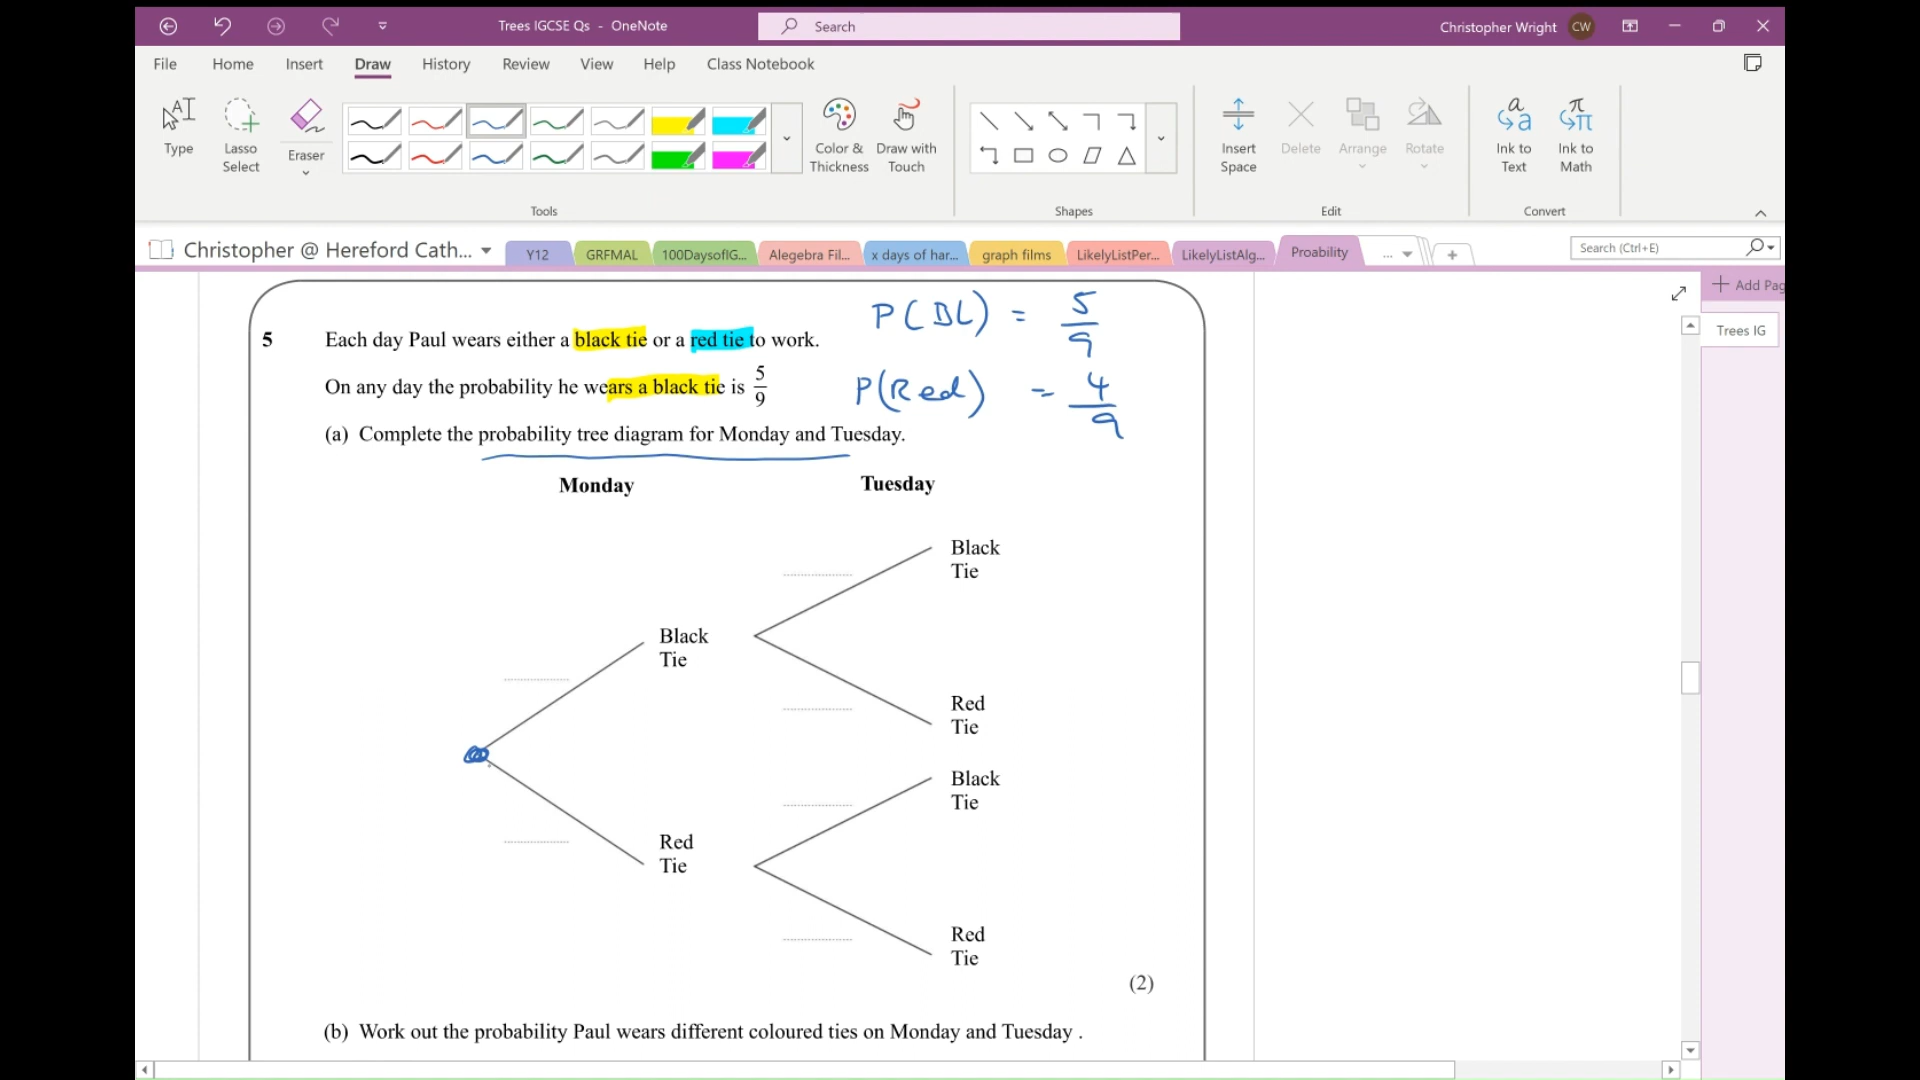 Trees IGCSE Qs - OneNote
Search
Christopher Wright CW
File Home Insert Draw History Review View Help Class Notebook
Type
Lasso Select
Eraser
Color & Thickness
Draw with Touch
Insert Space
Delete
Arrange
Rotate
Ink to Text
Ink to Math
Tools Shapes Edit Convert
Christopher @ Hereford Cath...
Y12 GRFMAL 100DaysofIG... Alegebra Fil... x days of har... graph films LikelyListPer... LikelyListAlg... Proability ...
Search (Ctrl+E)
Add Pag
Trees IG
P(BL) = 5/9
5 Each day Paul wears either a black tie or a red tie to work.
On any day the probability he wears a black tie is 5/9
P(Red) = 4/9
(a) Complete the probability tree diagram for Monday and Tuesday.
Monday Tuesday
Black Tie
Black Tie
Red Tie
Black Tie
Red Tie
Red Tie
(2)
(b) Work out the probability Paul wears different coloured ties on Monday and Tuesday .